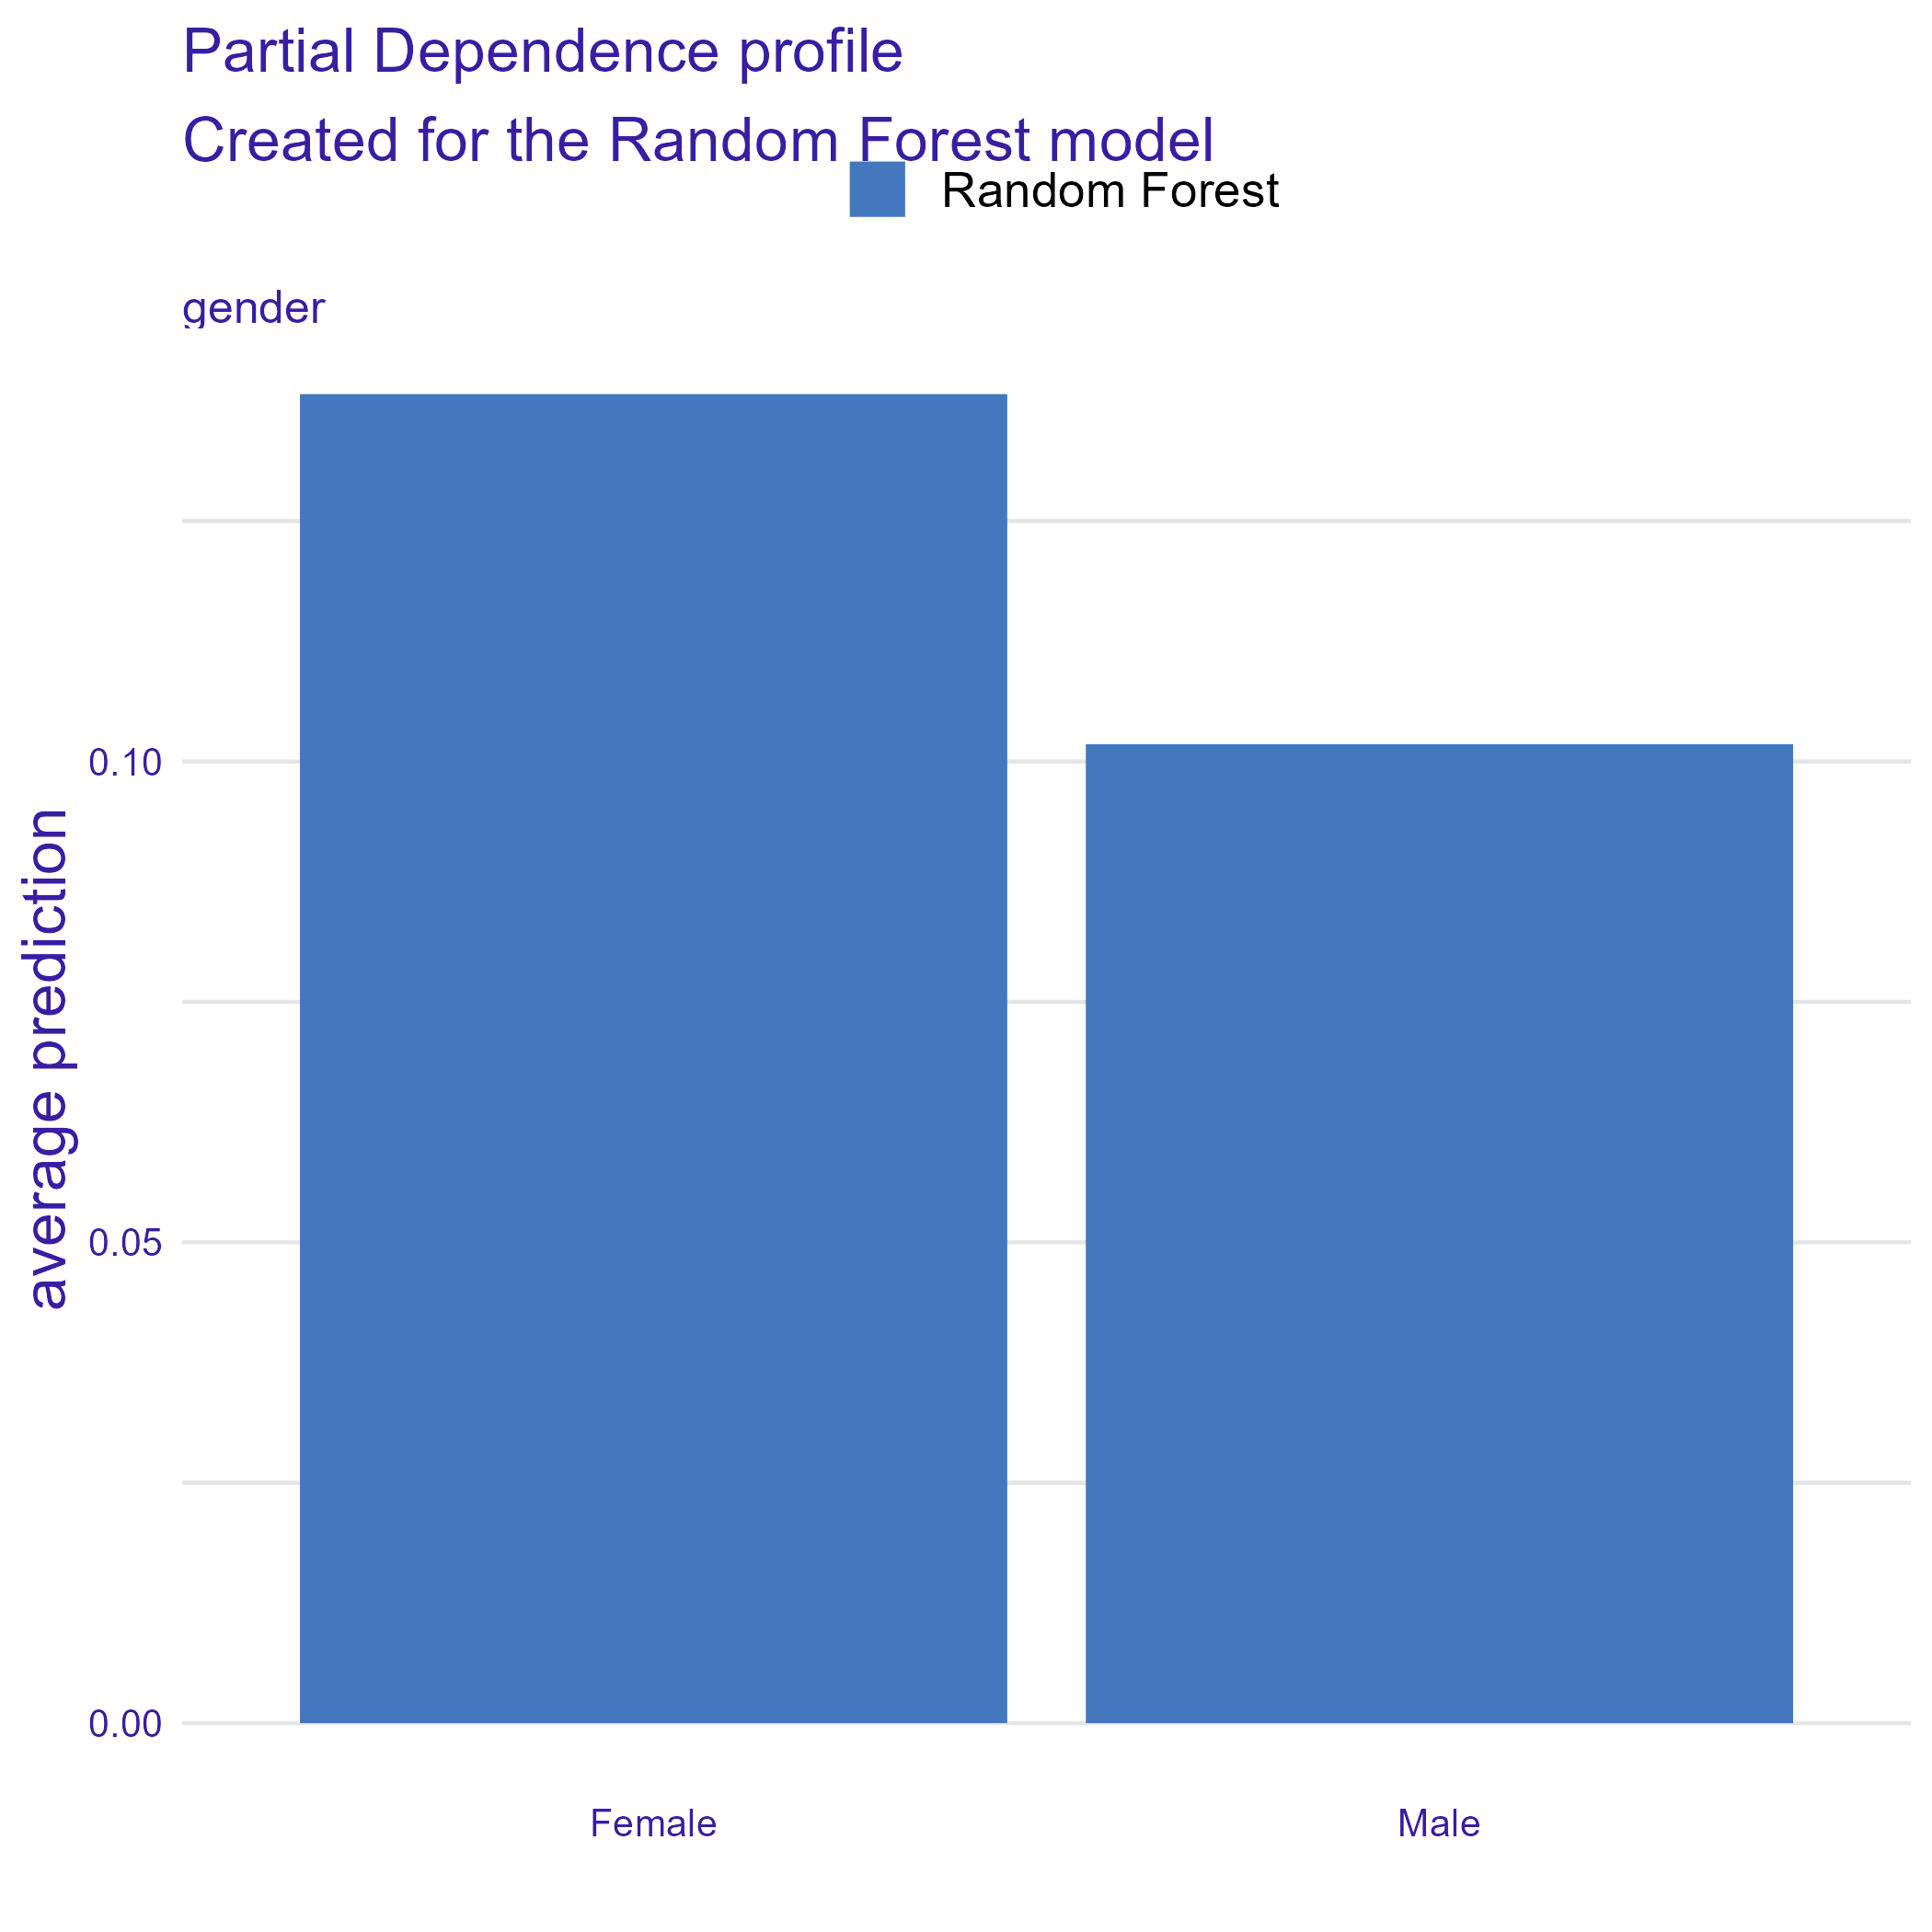 Partial Dependence profile
Created for the Random Forest model
Random Forest
gender
average prediction
0.10
0.05
0.00
Female
Male